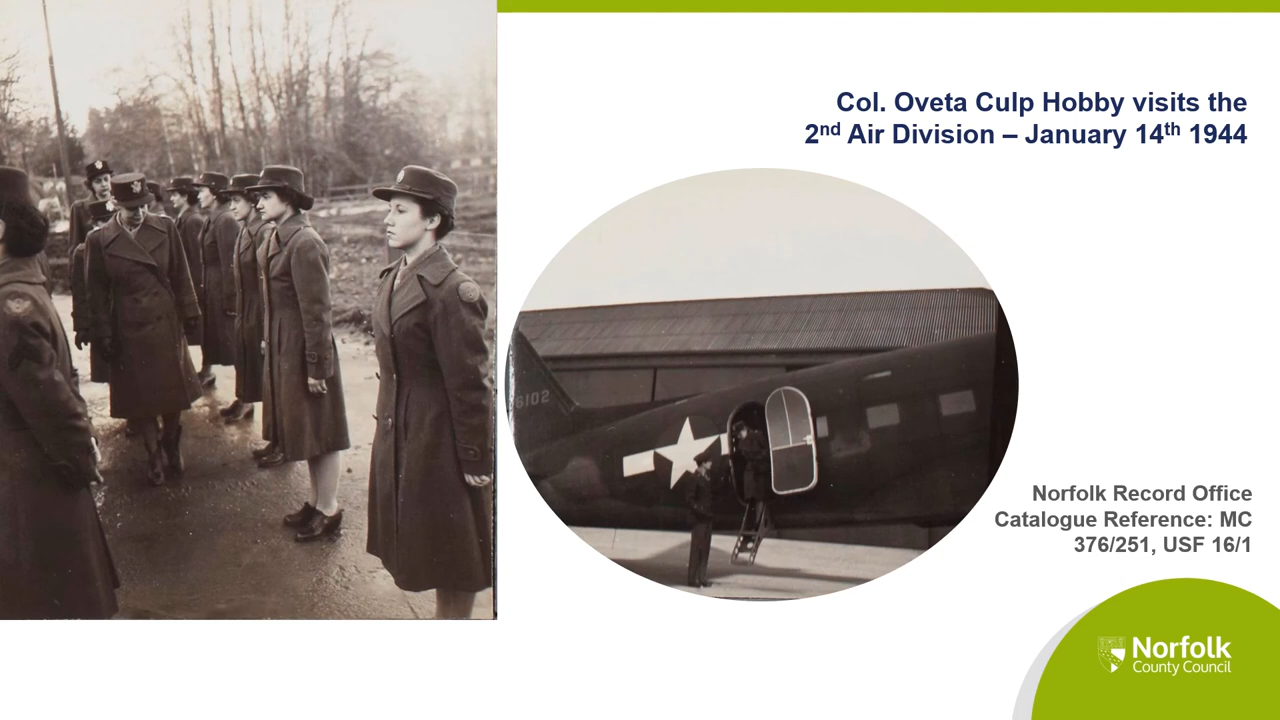 Col. Oveta Culp Hobby visits the
2nd Air Division – January 14th 1944
6102
Norfolk Record Office
Catalogue Reference: MC
376/251, USF 16/1
Norfolk
County Council